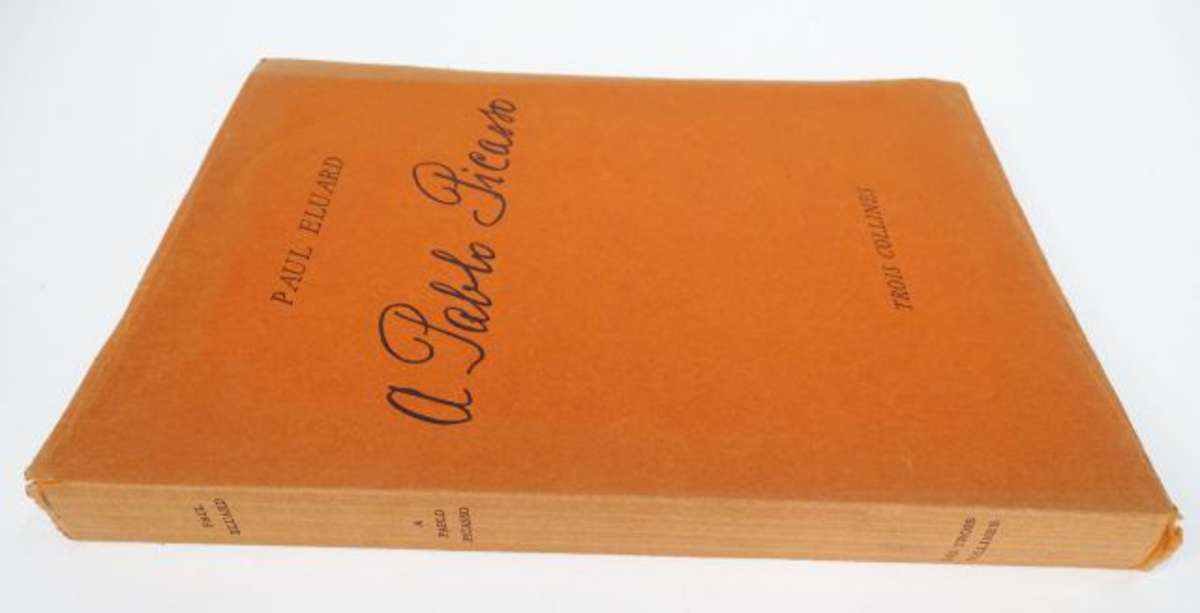 PAUL ELUARD
A Pablo Picasso
TROIS COLLINES
PAUL
ELUARD
A
PABLO
PICASSO
TROIS
COLLINES